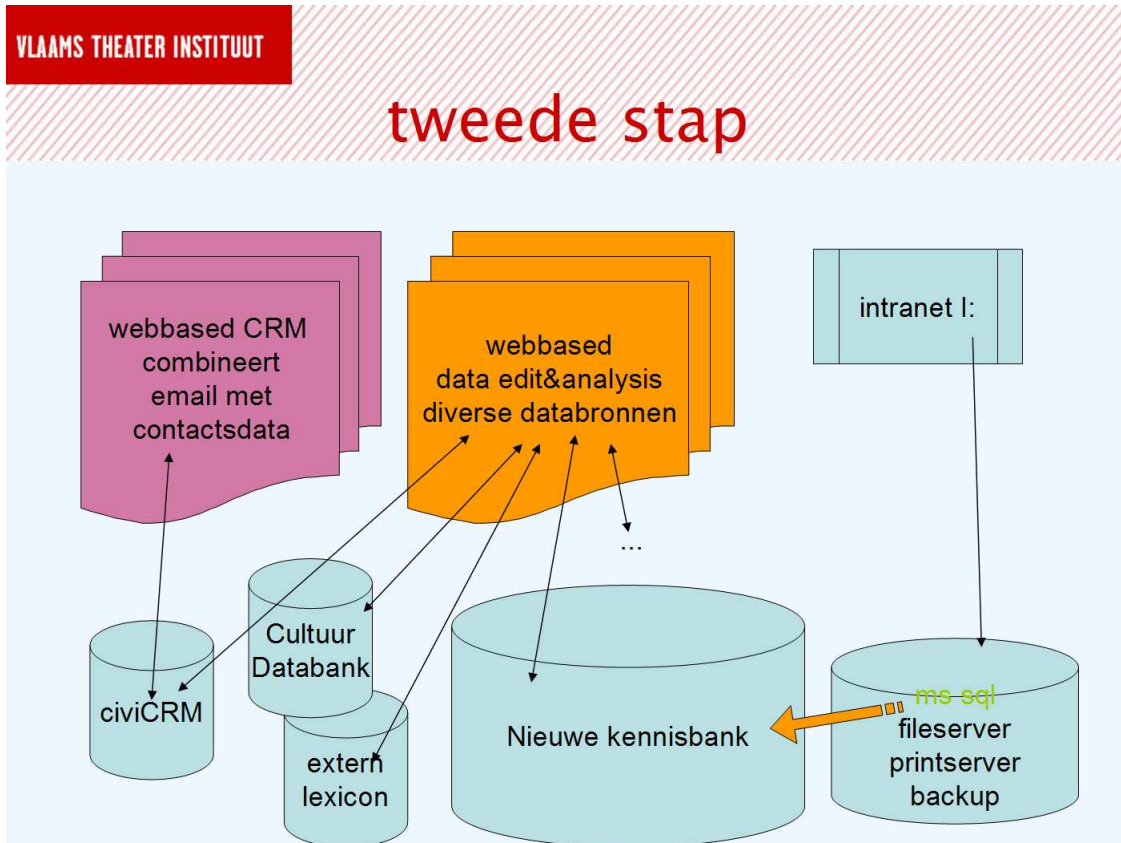 VLAAMS THEATER INSTITUUT
tweede stap
webbased CRM
combineert
email met
contactsdata
webbased
data edit&analysis
diverse databronnen
intranet I:
...
civiCRM
Cultuur
Databank
extern
lexicon
Nieuwe kennisbank
ms sql
fileserver
printserver
backup